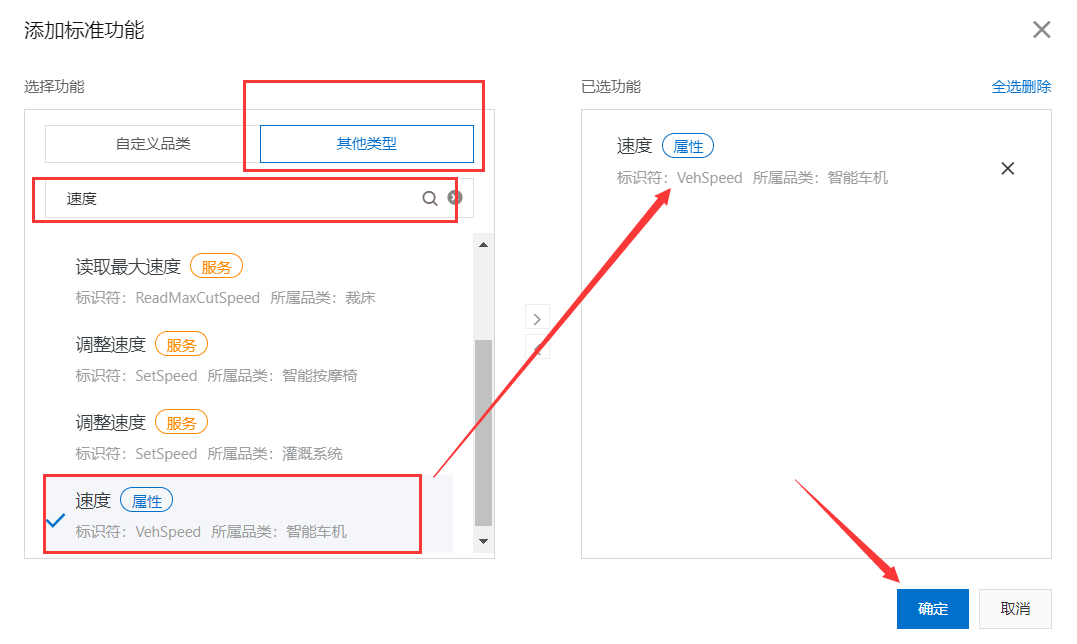 添加标准功能
选择功能
已选功能
全选删除
自定义品类
其他类型
速度
读取最大速度 服务
标识符：ReadMaxCutSpeed 所属品类：裁床
调整速度 服务
标识符：SetSpeed 所属品类：智能按摩椅
调整速度 服务
标识符：SetSpeed 所属品类：灌溉系统
速度 属性
标识符：VehSpeed 所属品类：智能车机
速度 属性
标识符：VehSpeed 所属品类：智能车机
确定
取消